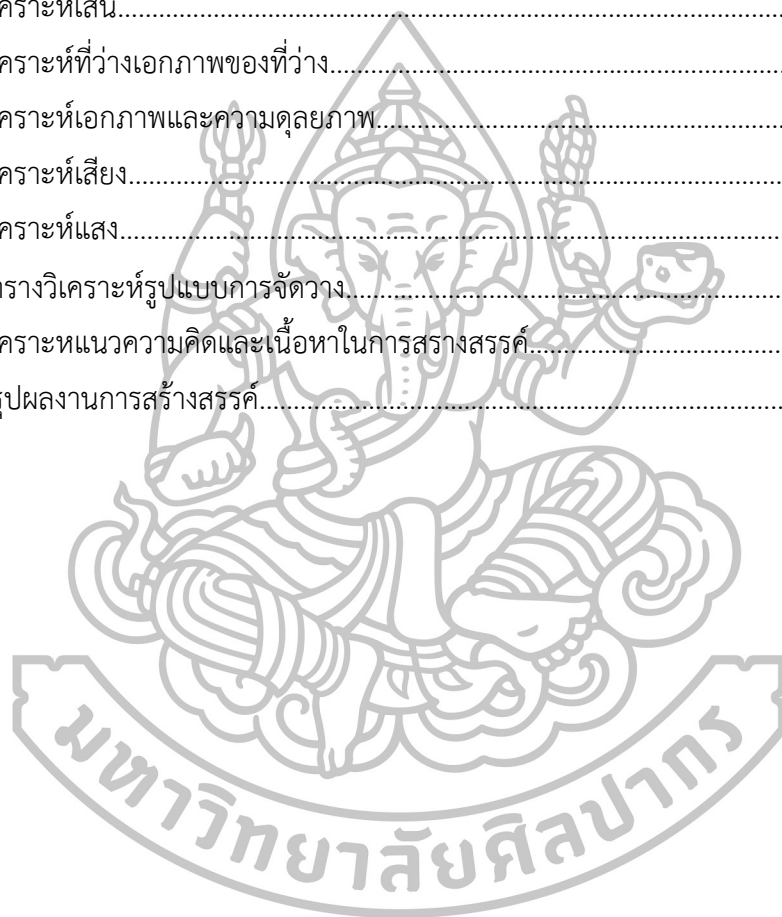 คราะห์เส้น
คราะห์ที่ว่างเอกภาพของที่ว่าง
คราะห์เอกภาพและความดุลยภาพ
คราะห์เสียง
คราะห์แสง
ารางวิเคราะห์รูปแบบการจัดวาง
คราะหแนวความคิดและเนื้อหาในการสรางสรรค์
รุปผลงานการสร้างสรรค์
มหาวิทยาลัยศิลปากร